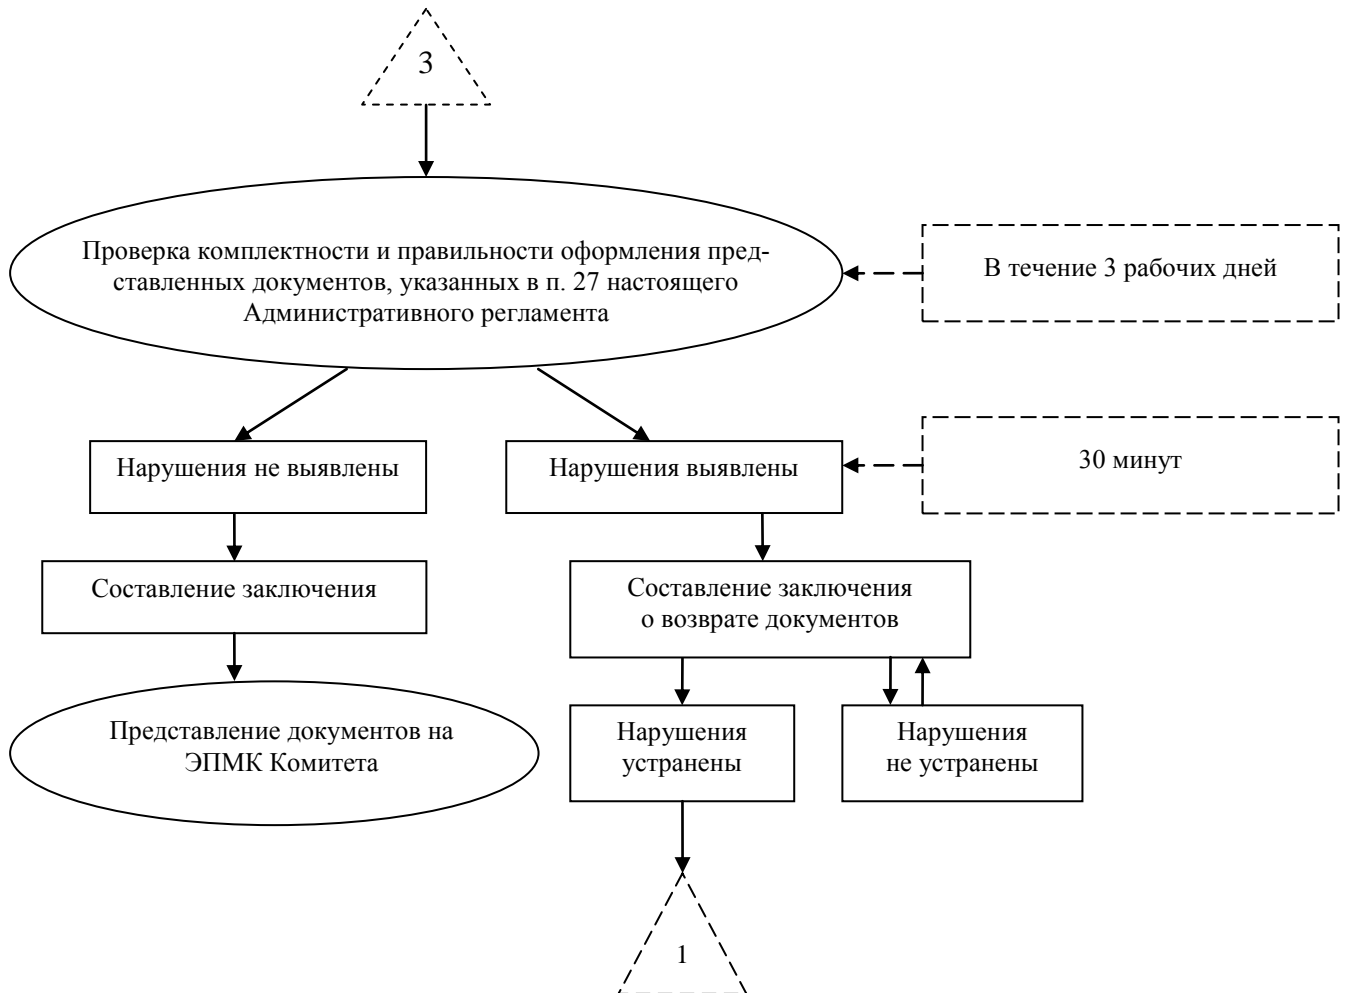 3
Проверка комплектности и правильности оформления пред-
ставленных документов, указанных в п. 27 настоящего
Административного регламента
В течение 3 рабочих дней
Нарушения не выявлены
Нарушения выявлены
30 минут
Составление заключения
Составление заключения
о возврате документов
Представление документов на
ЭПМК Комитета
Нарушения
устранены
Нарушения
не устранены
1